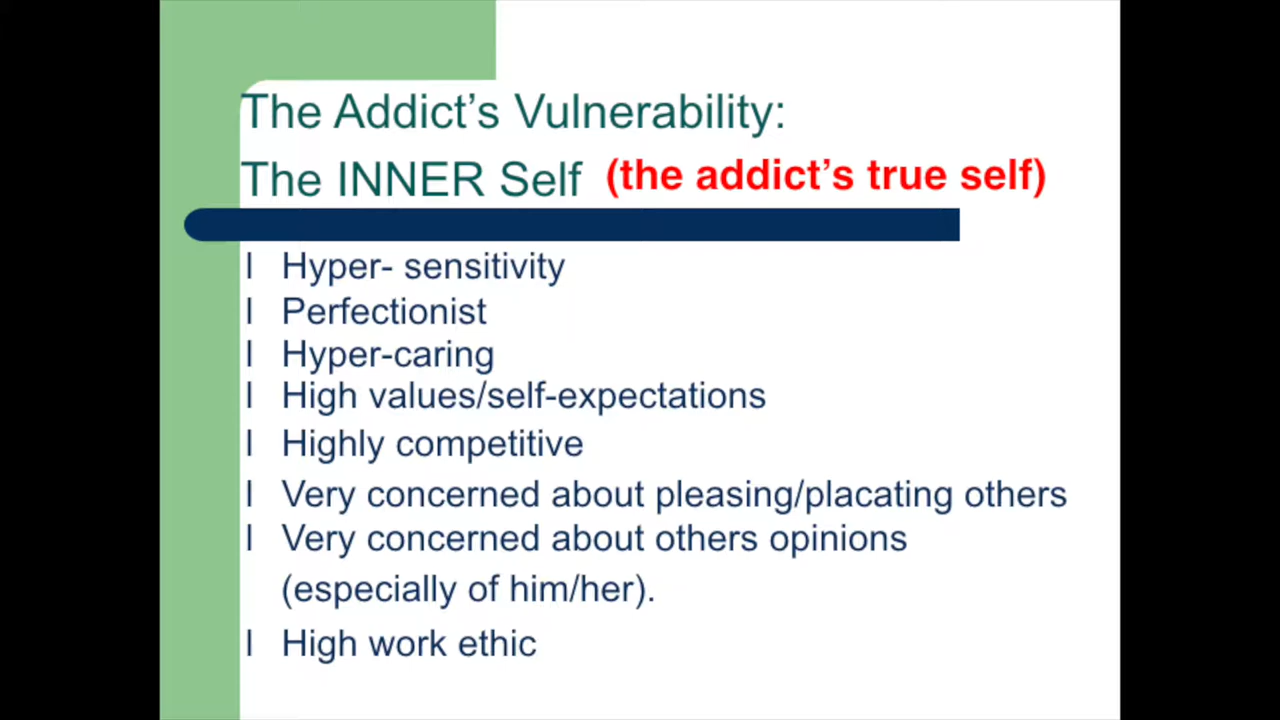 The Addict’s Vulnerability:
The INNER Self (the addict’s true self)
l Hyper- sensitivity
l Perfectionist
l Hyper-caring
l High values/self-expectations
l Highly competitive
l Very concerned about pleasing/placating others
l Very concerned about others opinions
(especially of him/her).
l High work ethic